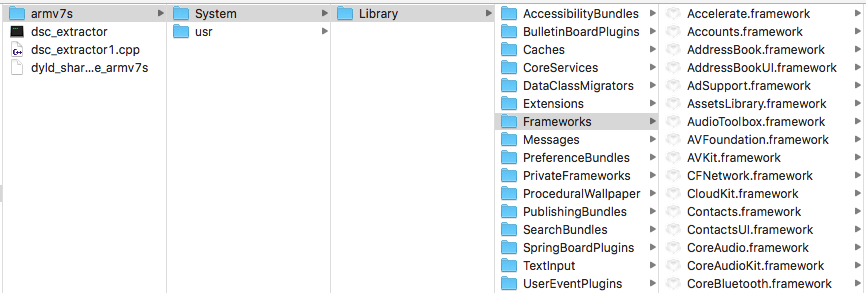 armv7s
dsc_extractor
dsc_extractor1.cpp
dyld_shar...e_armv7s
System
usr
Library
AccessibilityBundles
BulletinBoardPlugins
Caches
CoreServices
DataClassMigrators
Extensions
Frameworks
Messages
PreferenceBundles
PrivateFrameworks
ProceduralWallpaper
PublishingBundles
SearchBundles
SpringBoardPlugins
TextInput
UserEventPlugins
Accelerate.framework
Accounts.framework
AddressBook.framework
AddressBookUI.framework
AdSupport.framework
AssetsLibrary.framework
AudioToolbox.framework
AVFoundation.framework
AVKit.framework
CFNetwork.framework
CloudKit.framework
Contacts.framework
ContactsUI.framework
CoreAudio.framework
CoreAudioKit.framework
CoreBluetooth.framework